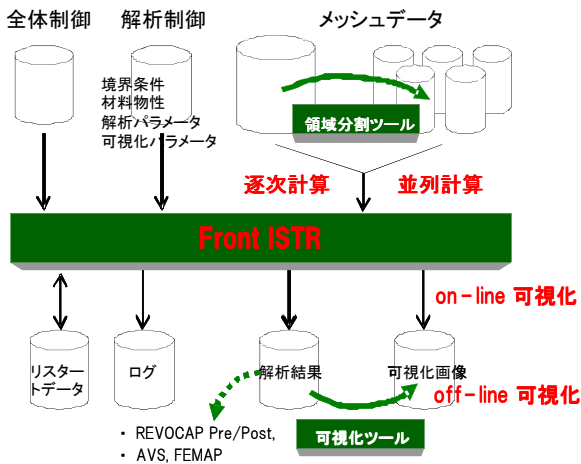 全体制御
解析制御
メッシュデータ
境界条件
材料物性
解析パラメータ
可視化パラメータ
領域分割ツール
逐次計算
並列計算
Front ISTR
on-line 可視化
リスター
トデータ
ログ
解析結果
可視化画像
off-line 可視化
・ REVOCAP Pre/Post,
・ AVS, FEMAP
可視化ツール